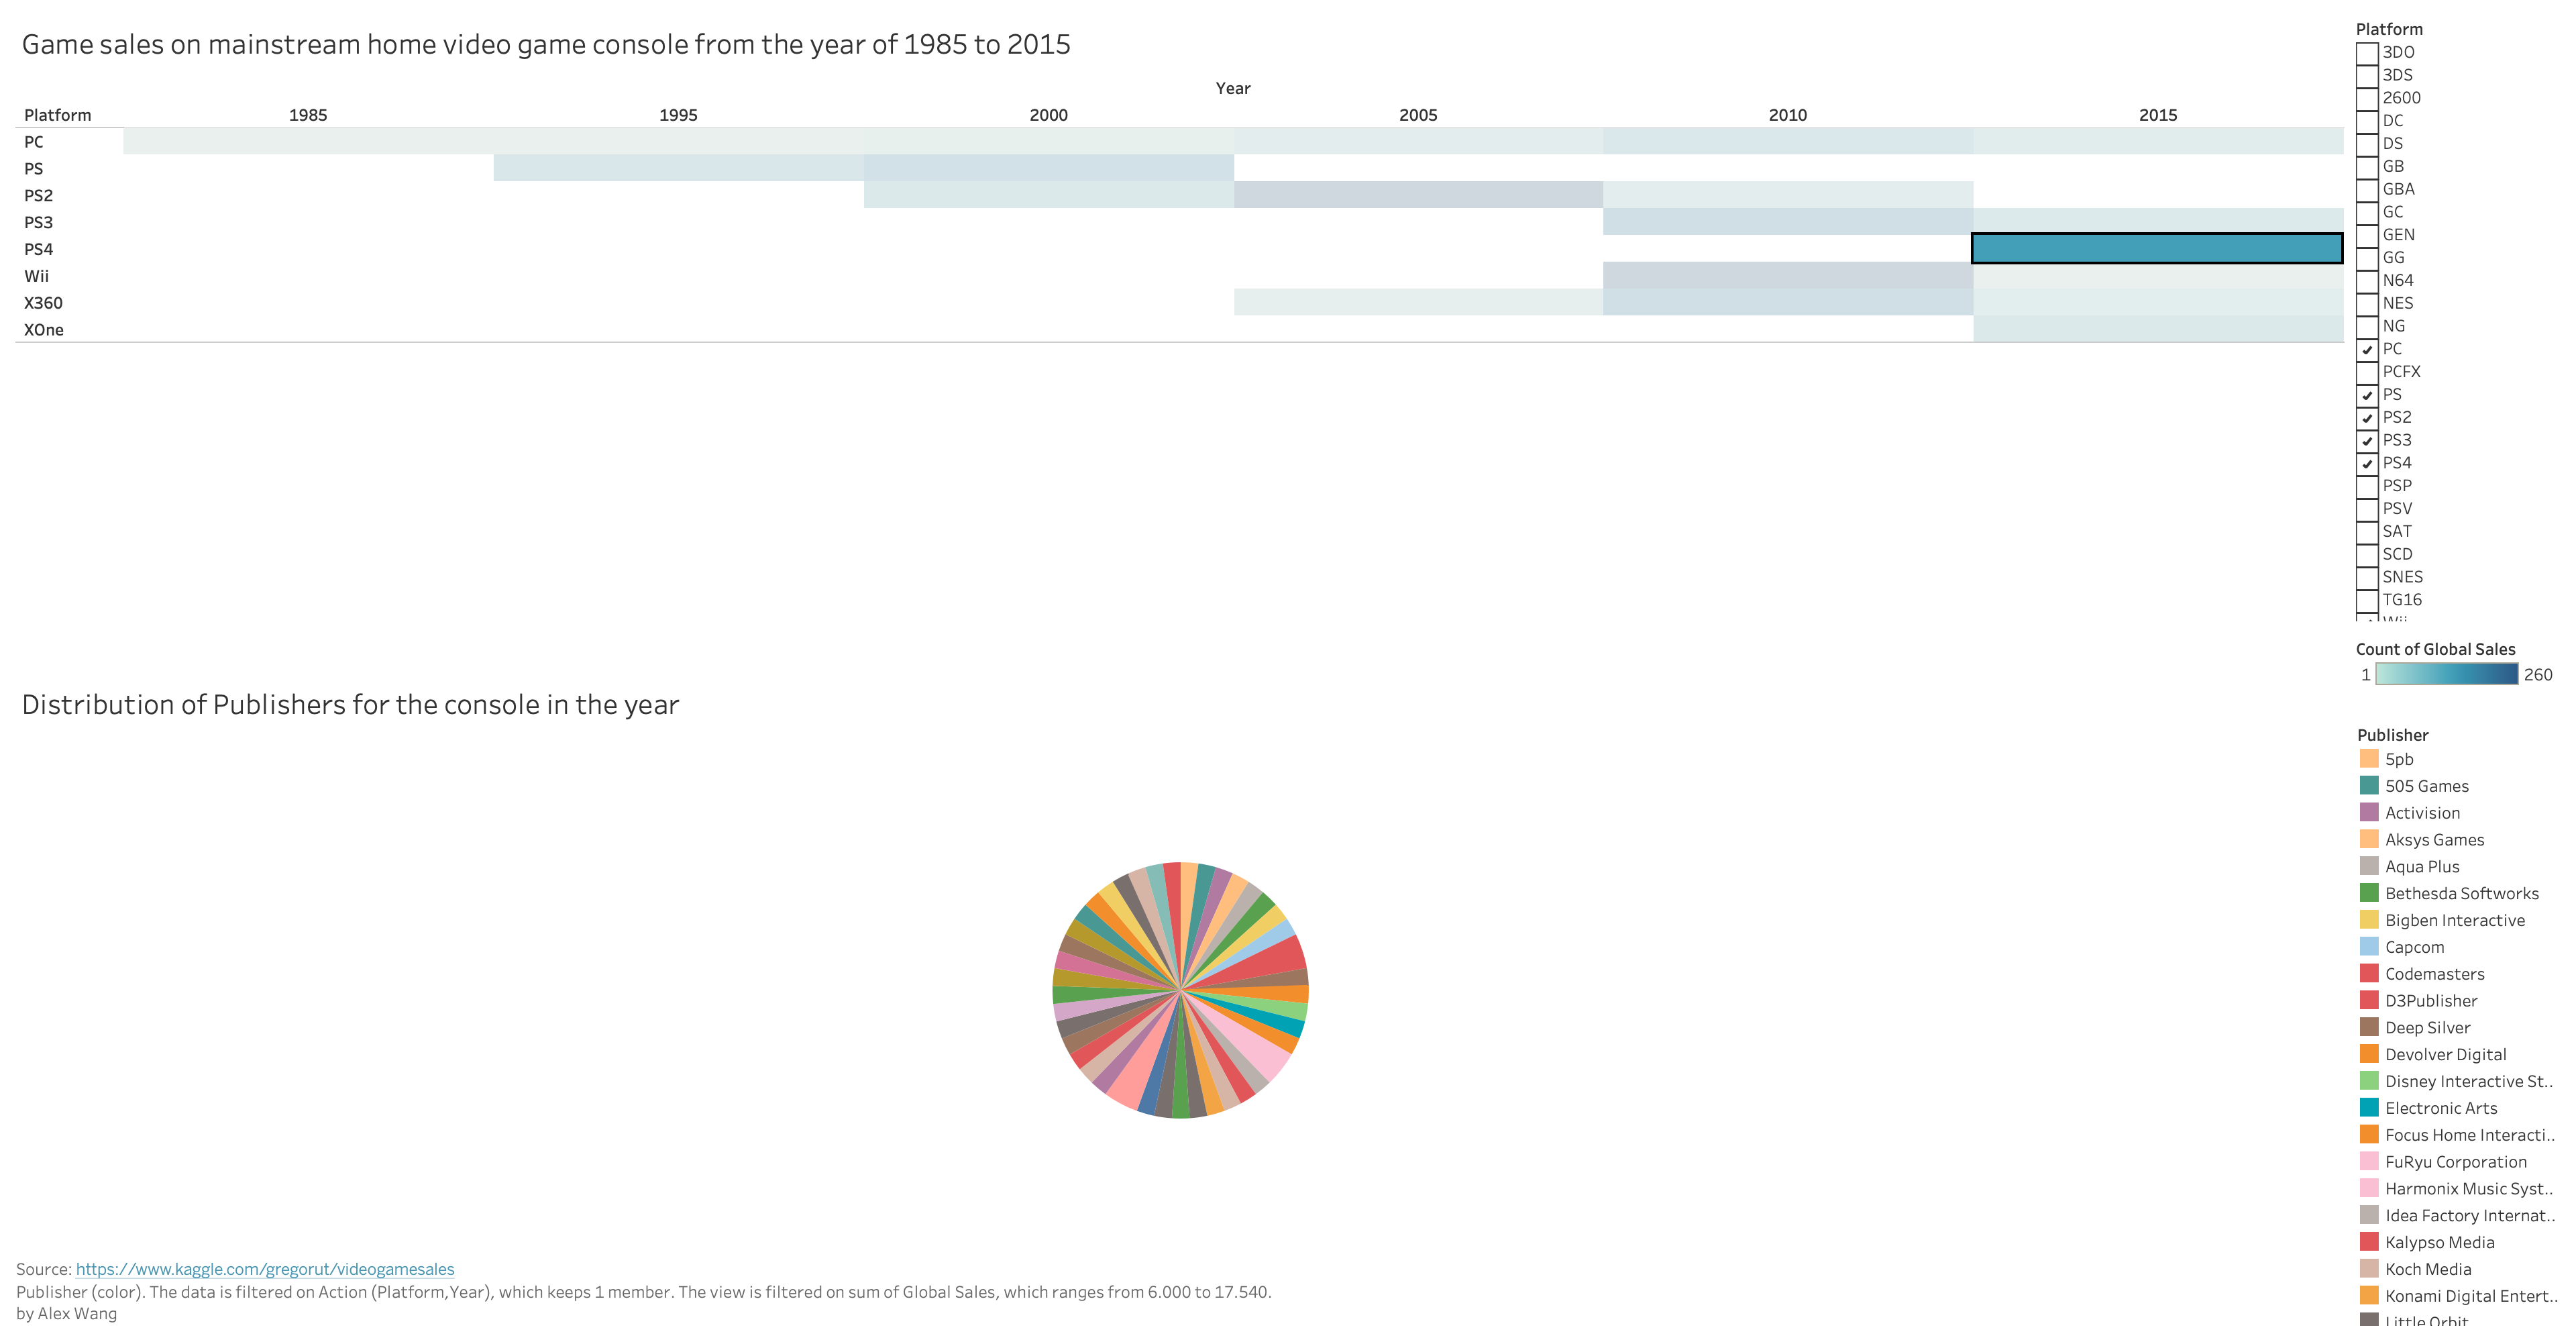 Game sales on mainstream home video game console from the year of 1985 to 2015
Year
Platform 1985 1995 2000 2005 2010 2015
PC
PS
PS2
PS3
PS4
Wii
X360
XOne
Platform
3DO
3DS
2600
DC
DS
GB
GBA
GC
GEN
GG
N64
NES
NG
PC
PCFX
PS
PS2
PS3
PS4
PSP
PSV
SAT
SCD
SNES
TG16
Wii
Count of Global Sales
1 260
Distribution of Publishers for the console in the year
Publisher
5pb
505 Games
Activision
Aksys Games
Aqua Plus
Bethesda Softworks
Bigben Interactive
Capcom
Codemasters
D3Publisher
Deep Silver
Devolver Digital
Disney Interactive St..
Electronic Arts
Focus Home Interacti..
FuRyu Corporation
Harmonix Music Syst..
Idea Factory Internat..
Kalypso Media
Koch Media
Konami Digital Entert..
Little Orbit
Source: https://www.kaggle.com/gregorut/videogamesales
Publisher (color). The data is filtered on Action (Platform,Year), which keeps 1 member. The view is filtered on sum of Global Sales, which ranges from 6.000 to 17.540.
by Alex Wang